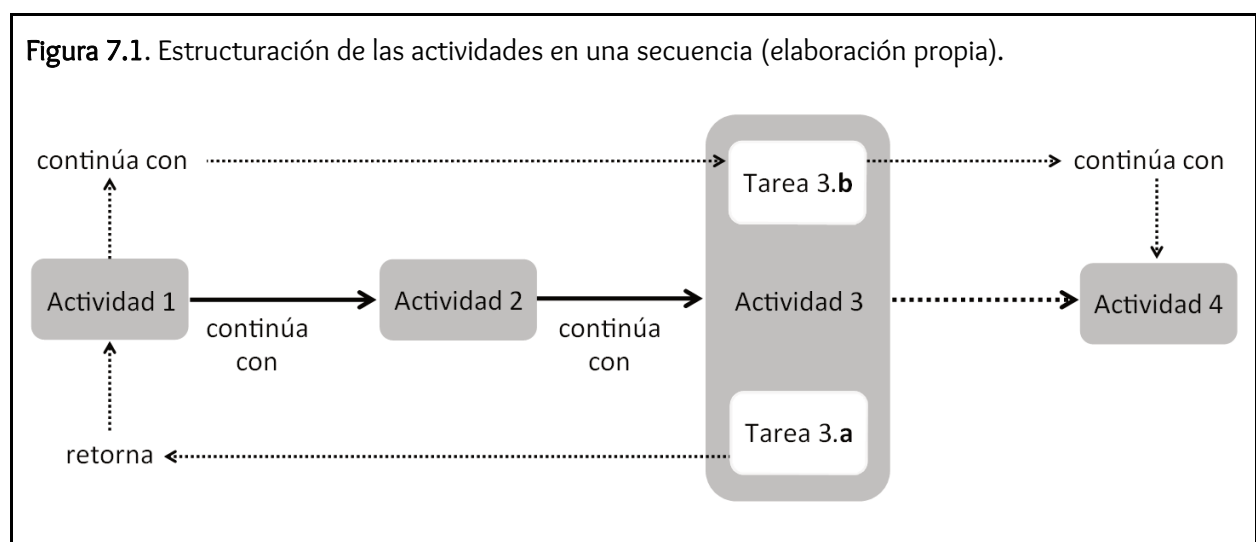 Figura 7.1. Estructuración de las actividades en una secuencia (elaboración propia).
continúa con
Tarea 3.b
continúa con
Actividad 1
continúa
con
Actividad 2
continúa
con
Actividad 3
Actividad 4
retorna
Tarea 3.a